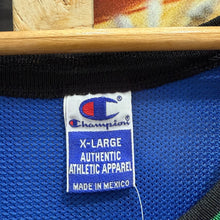 Champion
X-LARGE
AUTHENTIC
ATHLETIC APPAREL
MADE IN MEXICO